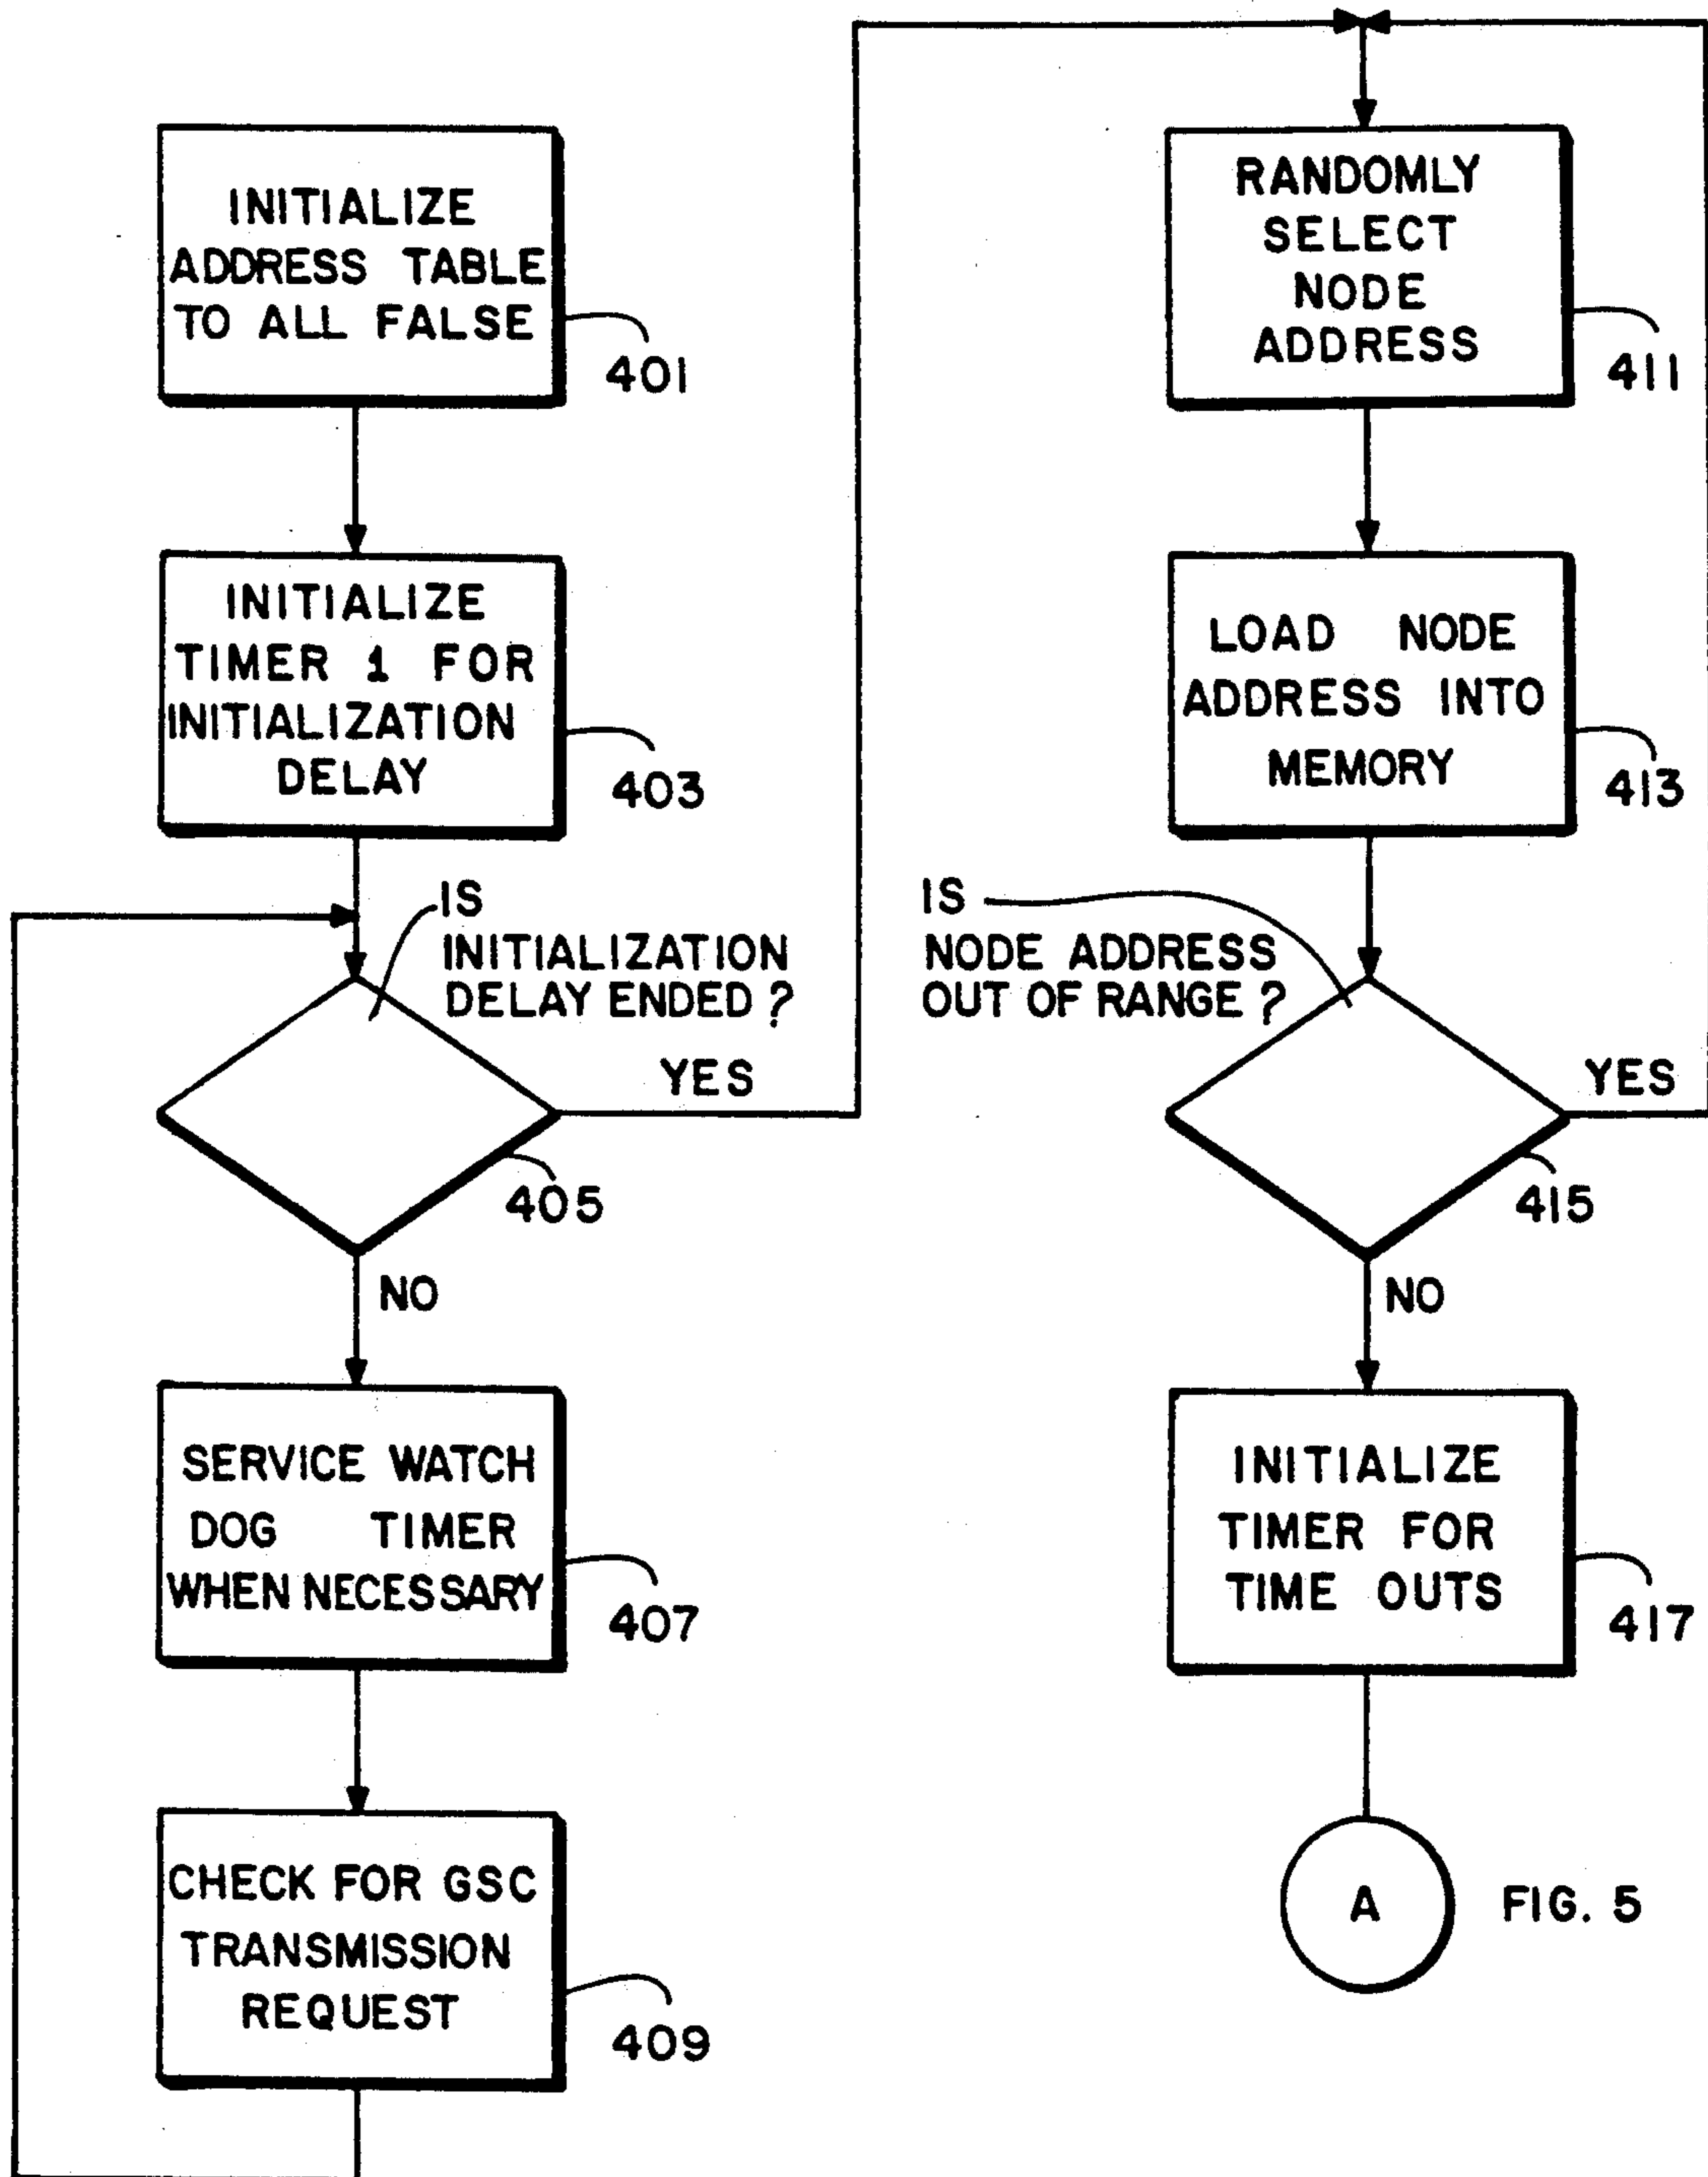 INITIALIZE
ADDRESS TABLE
TO ALL FALSE
401
INITIALIZE
TIMER 1 FOR
INITIALIZATION
DELAY
403
IS
INITIALIZATION
DELAY ENDED?
YES
405
NO
SERVICE WATCH
DOG TIMER
WHEN NECESSARY
407
CHECK FOR GSC
TRANSMISSION
REQUEST
409
RANDOMLY
SELECT
NODE
ADDRESS
411
LOAD NODE
ADDRESS INTO
MEMORY
413
IS
NODE ADDRESS
OUT OF RANGE?
YES
415
NO
INITIALIZE
TIMER FOR
TIME OUTS
417
A
FIG. 5